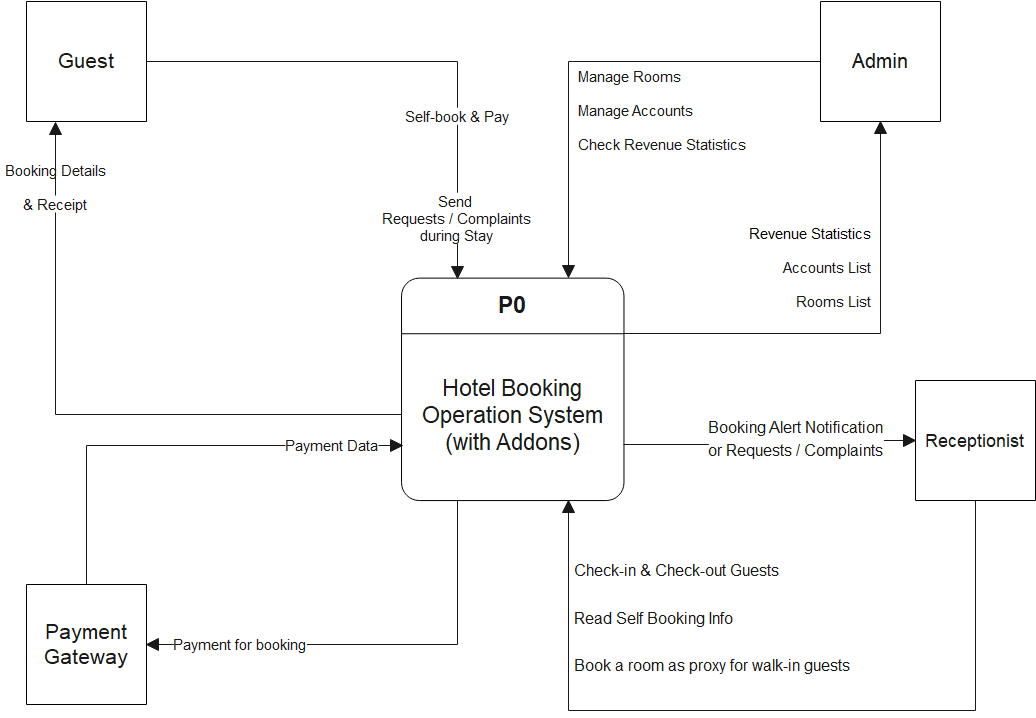 Guest
Admin
Manage Rooms
Manage Accounts
Check Revenue Statistics
Self-book & Pay
Booking Details
& Receipt
Send
Requests / Complaints
during Stay
Revenue Statistics
Accounts List
Rooms List
P0
Hotel Booking
Operation System
(with Addons)
Payment Data
Booking Alert Notification
or Requests / Complaints
Receptionist
Check-in & Check-out Guests
Read Self Booking Info
Book a room as proxy for walk-in guests
Payment
Gateway
Payment for booking